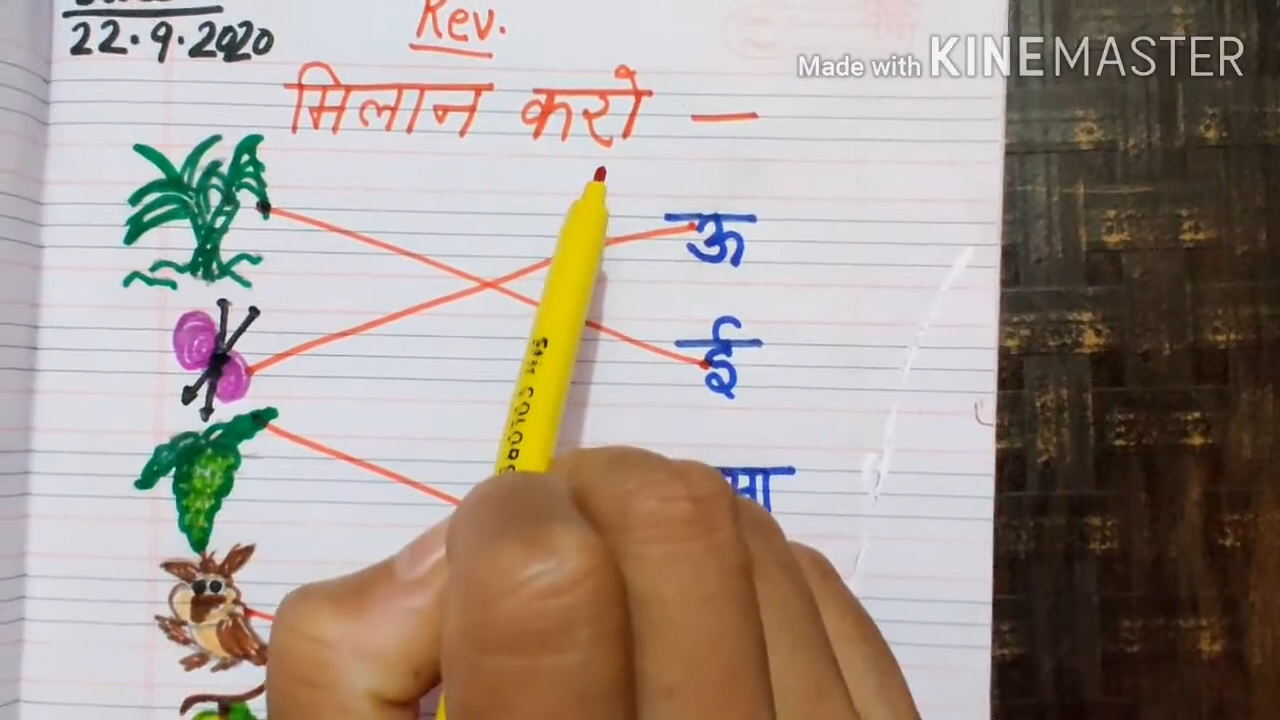 22.9.2020
Rev.
Made with KINEMASTER
मिलान करो —
ऊ
ई